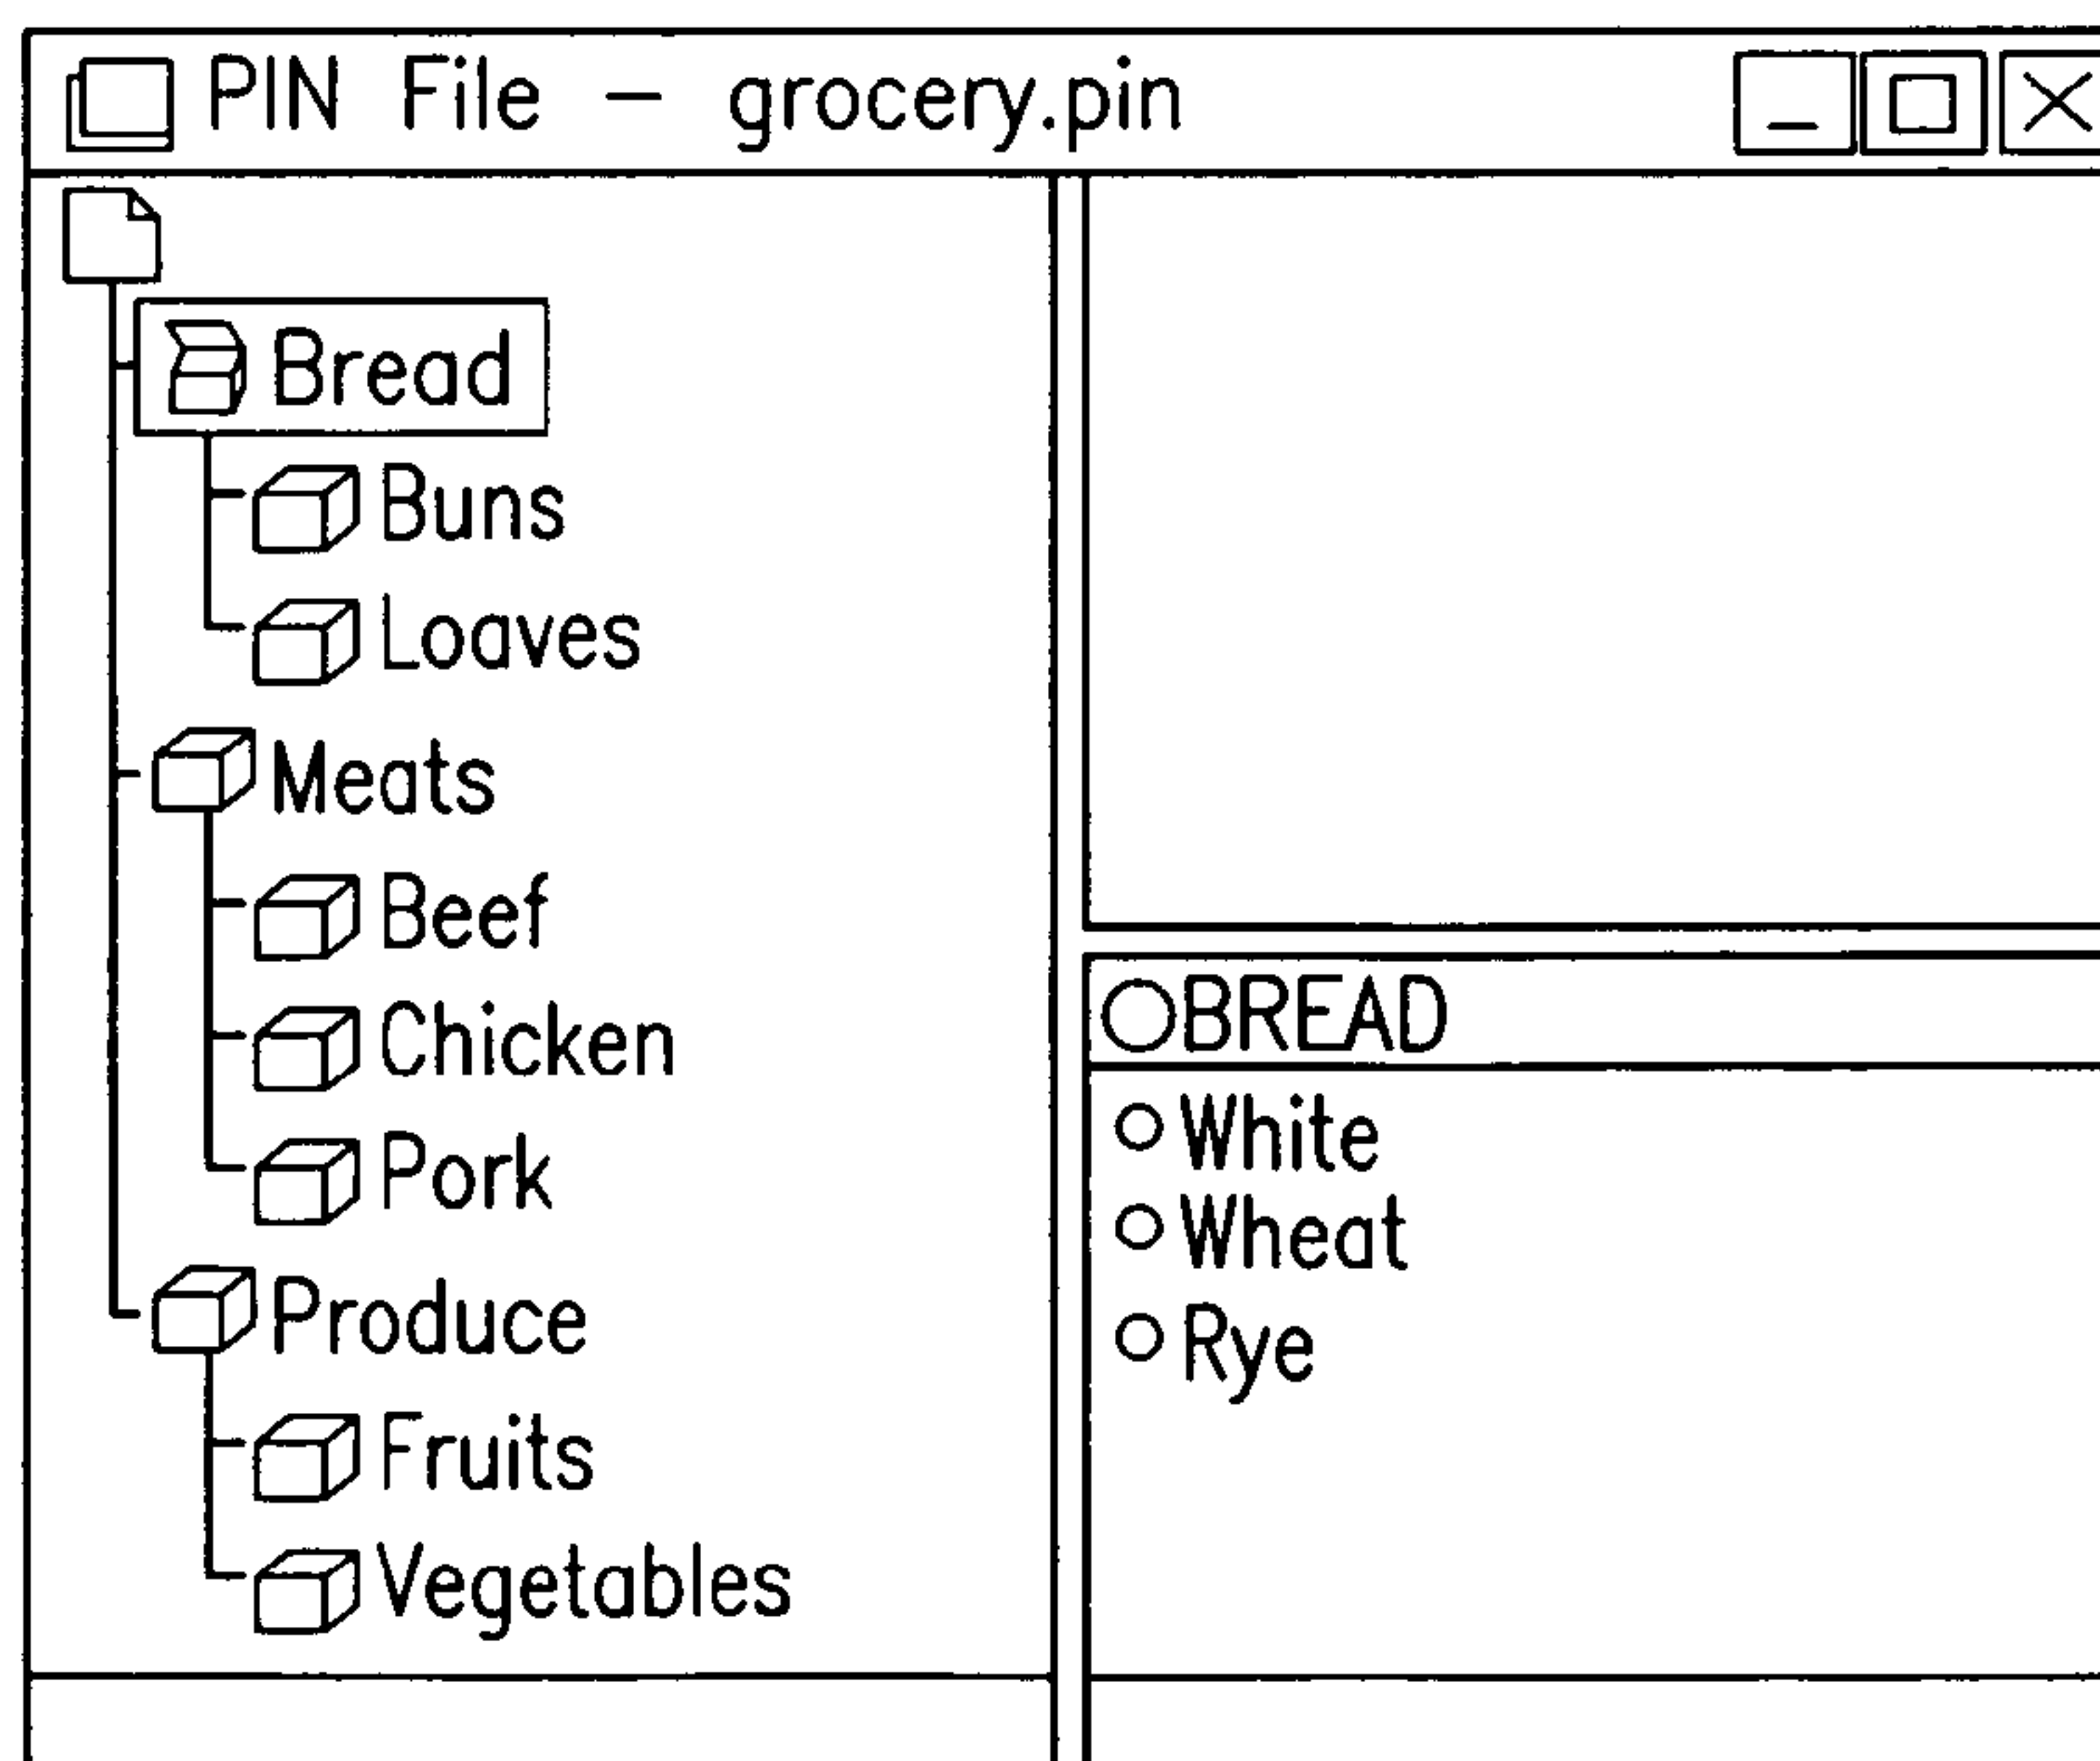 PIN File – grocery.pin
Bread
Buns
Loaves
Meats
Beef
Chicken
Pork
Produce
Fruits
Vegetables
BREAD
White
Wheat
Rye